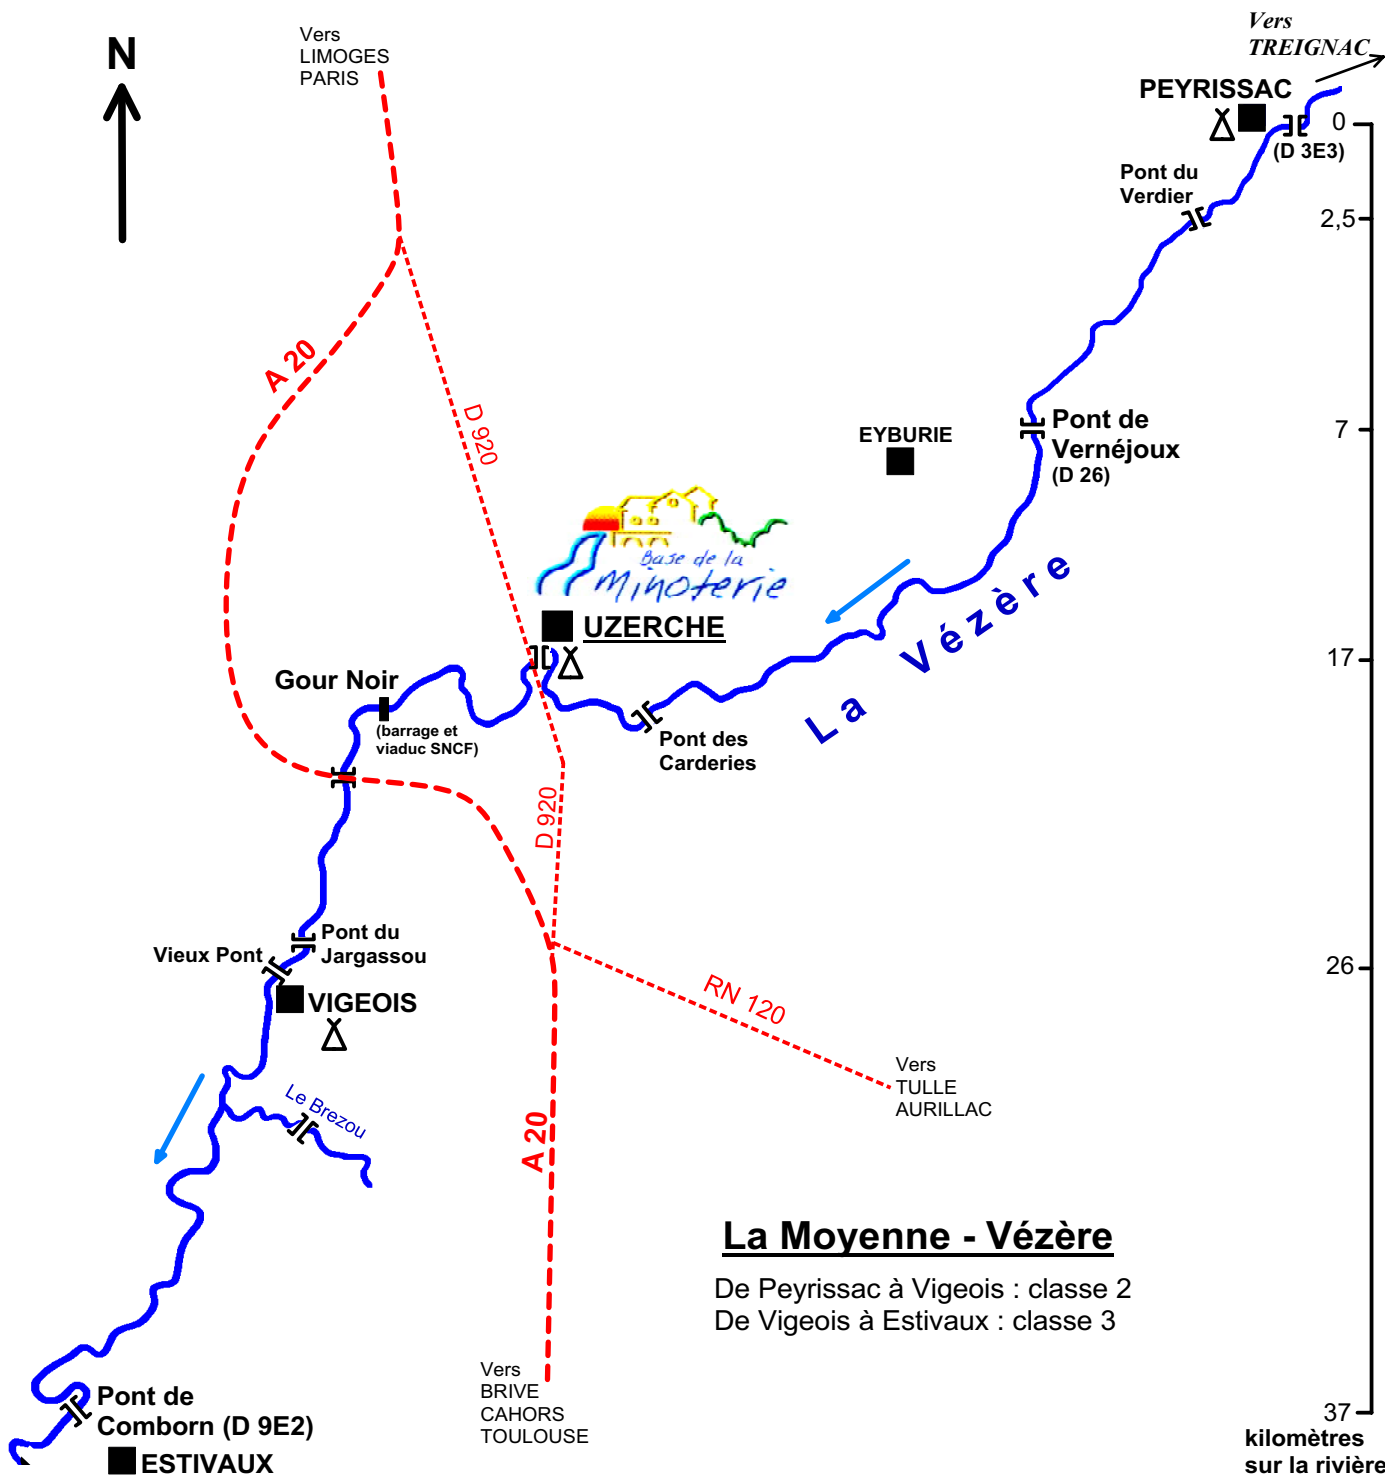 N
Vers
LIMOGES
PARIS
Vers
TREIGNAC
PEYRISSAC
0
(D 3E3)
Pont du
Verdier
2,5
A 20
D 920
Pont de
Vernéjoux
(D 26)
7
EYBURIE
Base de la
Minoterie
La Vézère
UZERCHE
17
Gour Noir
(barrage et
viaduc SNCF)
Pont des
Carderies
D 920
Pont du
Jargassou
Vieux Pont
26
VIGEOIS
RN 120
Vers
TULLE
AURILLAC
Le Brezou
A 20
La Moyenne - Vézère
De Peyrissac à Vigeois : classe 2
De Vigeois à Estivaux : classe 3
Vers
BRIVE
CAHORS
TOULOUSE
Pont de
Comborn (D 9E2)
ESTIVAUX
37
kilomètres
sur la rivière